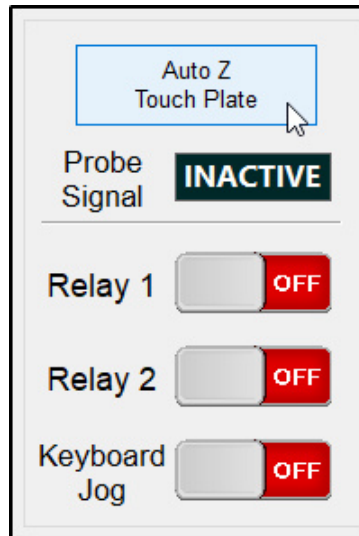 Auto Z
Touch Plate
Probe
Signal
INACTIVE
Relay 1
OFF
Relay 2
OFF
Keyboard
Jog
OFF